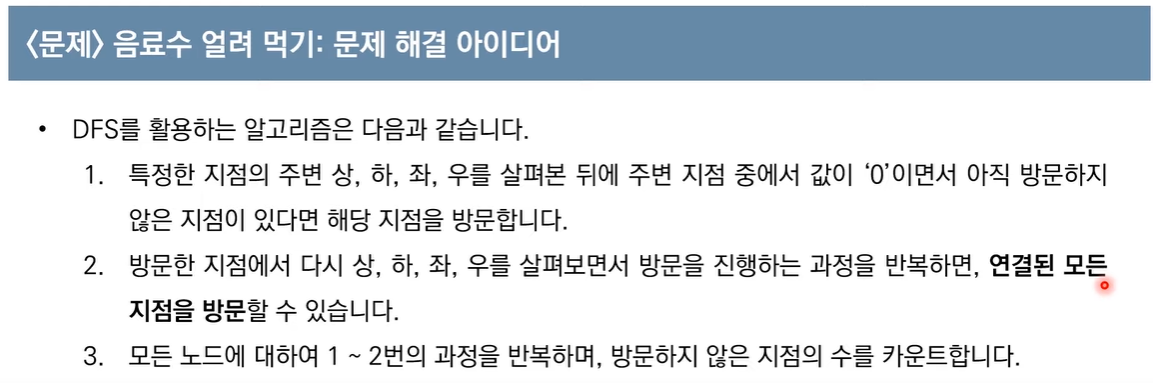 <문제> 음료수 얼려 먹기: 문제 해결 아이디어
• DFS를 활용하는 알고리즘은 다음과 같습니다.
1. 특정한 지점의 주변 상, 하, 좌, 우를 살펴본 뒤에 주변 지점 중에서 값이 ‘0’이면서 아직 방문하지
않은 지점이 있다면 해당 지점을 방문합니다.
2. 방문한 지점에서 다시 상, 하, 좌, 우를 살펴보면서 방문을 진행하는 과정을 반복하면, 연결된 모든
지점을 방문할 수 있습니다.
3. 모든 노드에 대하여 1 ~ 2번의 과정을 반복하며, 방문하지 않은 지점의 수를 카운트합니다.